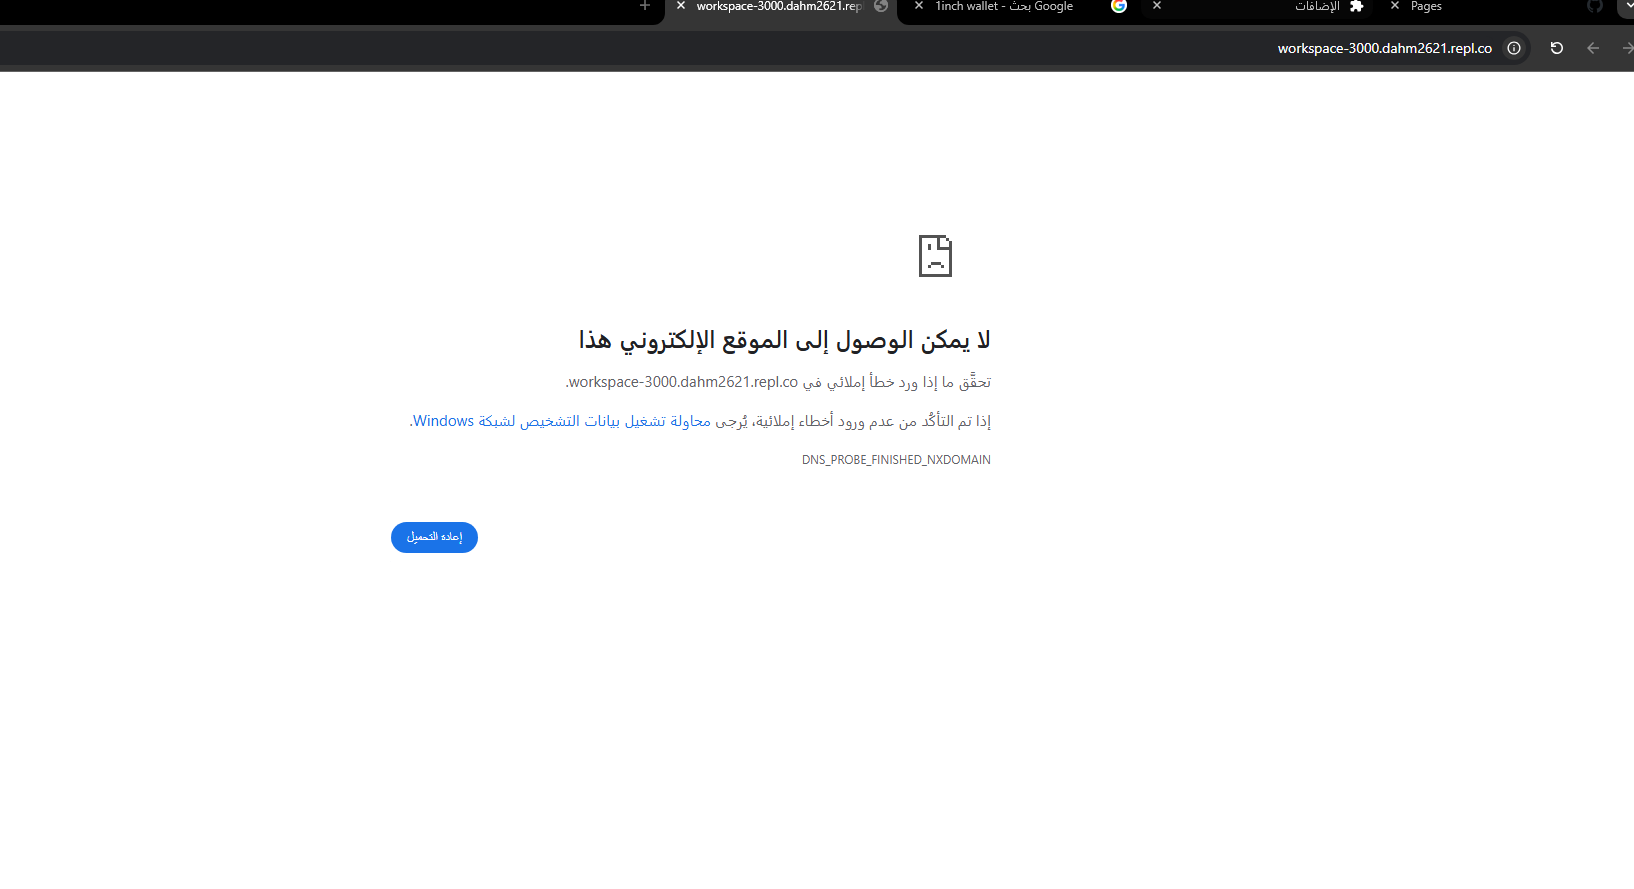 workspace-3000.dahm2621.repl
1inch wallet - بحث Google
الإضافات
Pages
workspace-3000.dahm2621.repl.co
لا يمكن الوصول إلى الموقع الإلكتروني هذا
تحقَّق ما إذا ورد خطأ إملائي في workspace-3000.dahm2621.repl.co.
إذا تم التأكُد من عدم ورود أخطاء إملائية، يُرجى محاولة تشغيل بيانات التشخيص لشبكة Windows.
DNS_PROBE_FINISHED_NXDOMAIN
إعادة التحميل